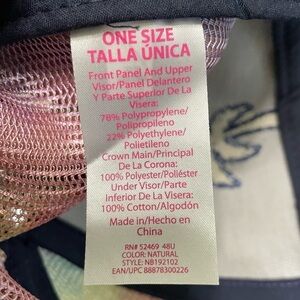 ONE SIZE
TALLA ÚNICA
Front Panel And Upper
Visor/Panel Delantero
Y Parte Superior De La
Visera:
78% Polypropylene/
Polipropileno
22% Polyethylene/
Polietileno
Crown Main/Principal
De La Corona:
100% Polyester/Poliéster
Under Visor/Parte
Inferior De La Visera:
100% Cotton/Algodón
Made in/Hecho en
China
RN# 52469 48U
COLOR: NATURAL
STYLE: NB192102
EAN/UPC 88878300226